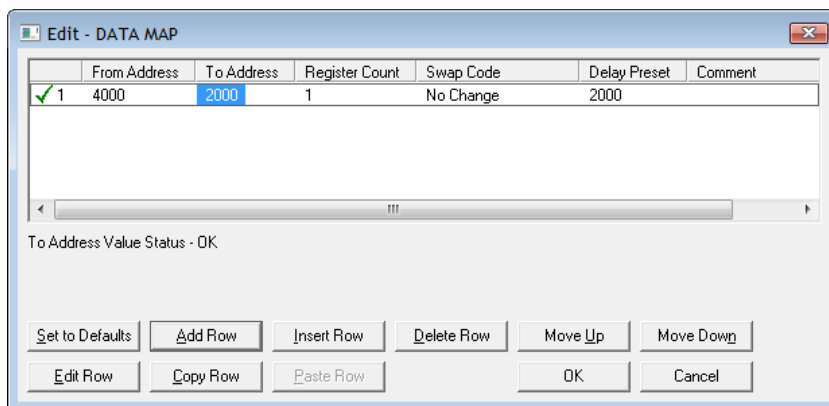 Edit - DATA MAP
From Address To Address Register Count Swap Code Delay Preset Comment
1 4000 2000 1 No Change 2000
To Address Value Status - OK
Set to Defaults Add Row Insert Row Delete Row Move Up Move Down
Edit Row Copy Row Paste Row OK Cancel